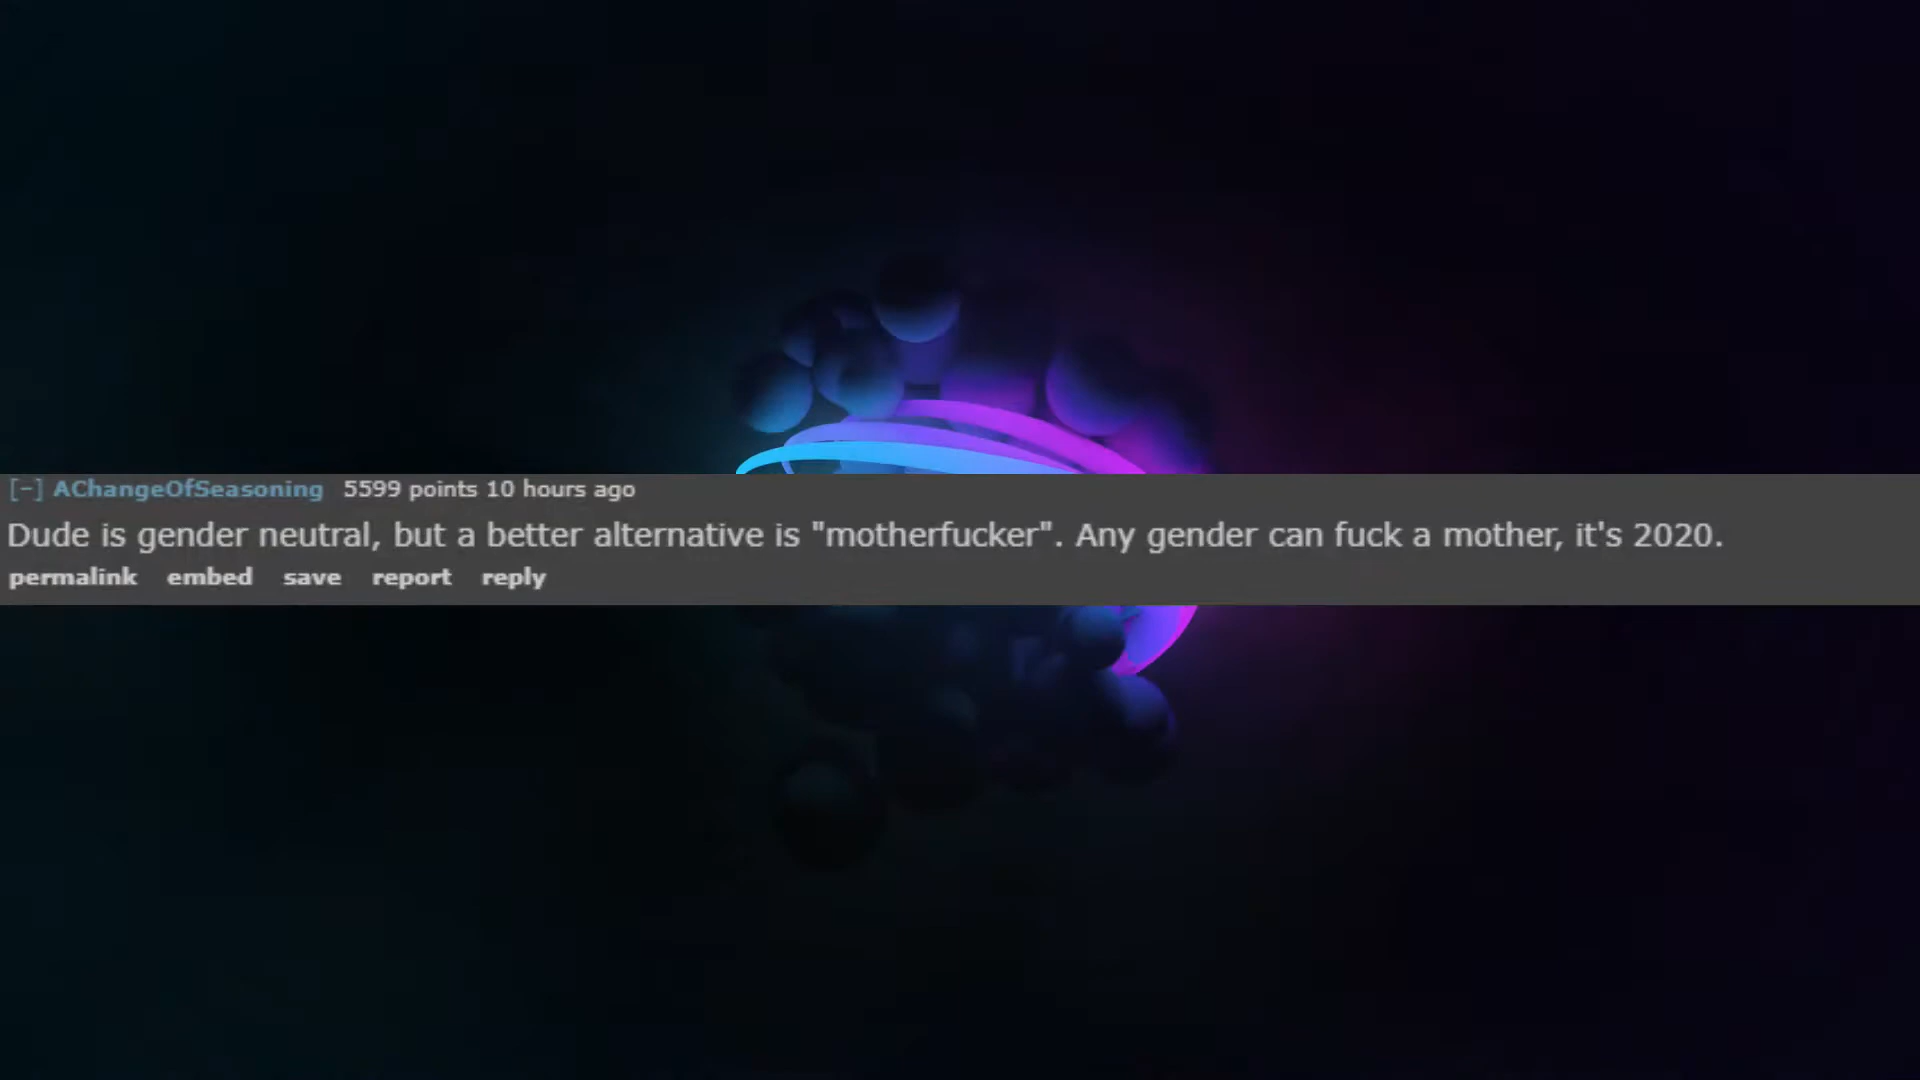 [-] AChangeOfSeasoning 5599 points 10 hours ago
Dude is gender neutral, but a better alternative is "motherfucker". Any gender can fuck a mother, it's 2020.
permalink embed save report reply